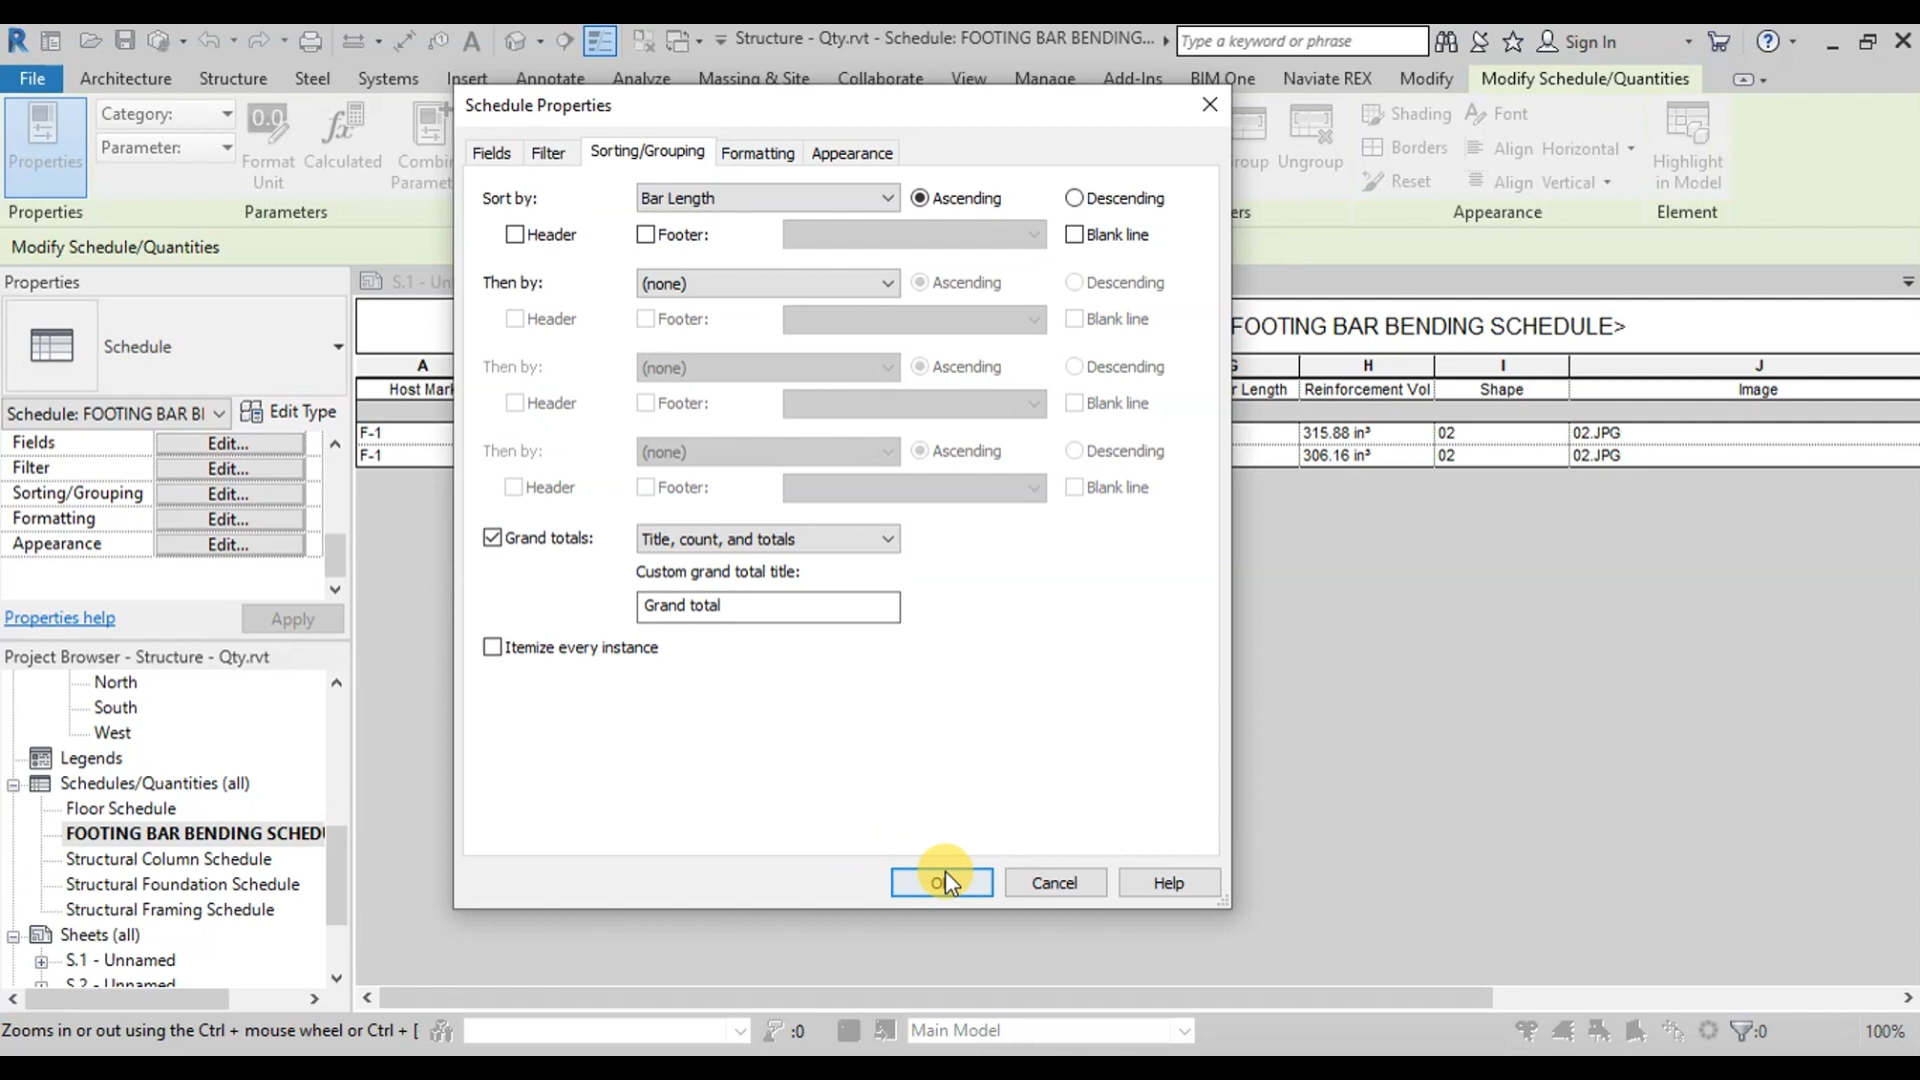 Structure - Qty.rvt - Schedule: FOOTING BAR BENDING...
Type a keyword or phrase
Sign In
File Architecture Structure Steel Systems Insert Annotate Analyze Massing & Site Collaborate View Manage Add-Ins BIM One Naviate REX Modify Modify Schedule/Quantities
Properties
Category:
Parameter:
Format
Unit
Calculated
Ungroup
Shading
Borders
Reset
Font
Align Horizontal
Align Vertical
Highlight
in Model
Properties
Parameters
Appearance
Element
Modify Schedule/Quantities
Properties
Schedule
Schedule: FOOTING BAR BI
Edit Type
Fields Edit...
Filter Edit...
Sorting/Grouping Edit...
Formatting Edit...
Appearance Edit...
Properties help
Apply
Project Browser - Structure - Qty.rvt
North
South
West
Legends
Schedules/Quantities (all)
Floor Schedule
FOOTING BAR BENDING SCHED
Structural Column Schedule
Structural Foundation Schedule
Structural Framing Schedule
Sheets (all)
S.1 - Unnamed
S.2 - Unnamed
Schedule Properties
Fields Filter Sorting/Grouping Formatting Appearance
Sort by: Bar Length Ascending Descending
Header Footer: Blank line
Then by: (none) Ascending Descending
Header Footer: Blank line
Then by: (none) Ascending Descending
Header Footer: Blank line
Then by: (none) Ascending Descending
Header Footer: Blank line
Grand totals: Title, count, and totals
Custom grand total title:
Grand total
Itemize every instance
Cancel Help
FOOTING BAR BENDING SCHEDULE>
A H I J
Host Mark Length Reinforcement Vol Shape Image
F-1 315.88 in³ 02 02.JPG
F-1 306.16 in³ 02 02.JPG
Zooms in or out using the Ctrl + mouse wheel or Ctrl + [
:0
Main Model
:0
100%